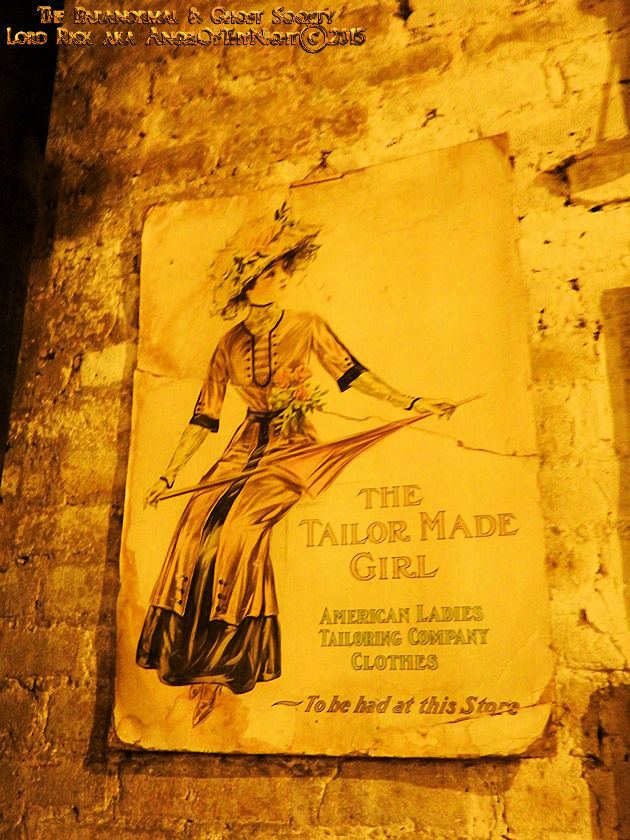 The Paranormal & Ghost Society
Lord Rick aka AngelOfThyNight©2015
THE
TAILOR MADE
GIRL
AMERICAN LADIES
TAILORING COMPANY
CLOTHES
~To be had at this Store